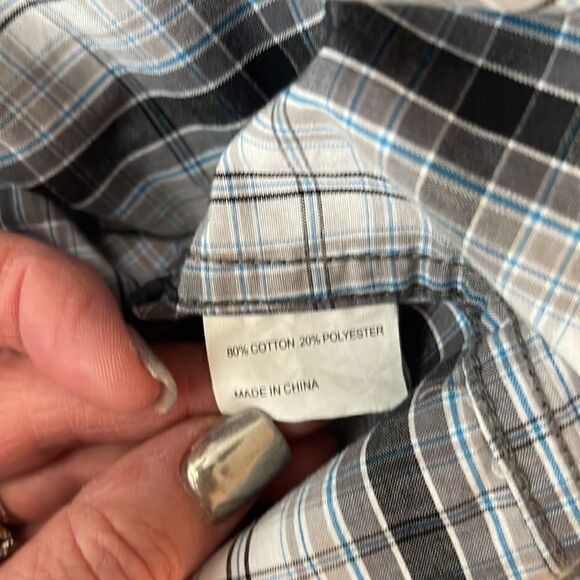 80% COTTON 20% POLYESTER
MADE IN CHINA